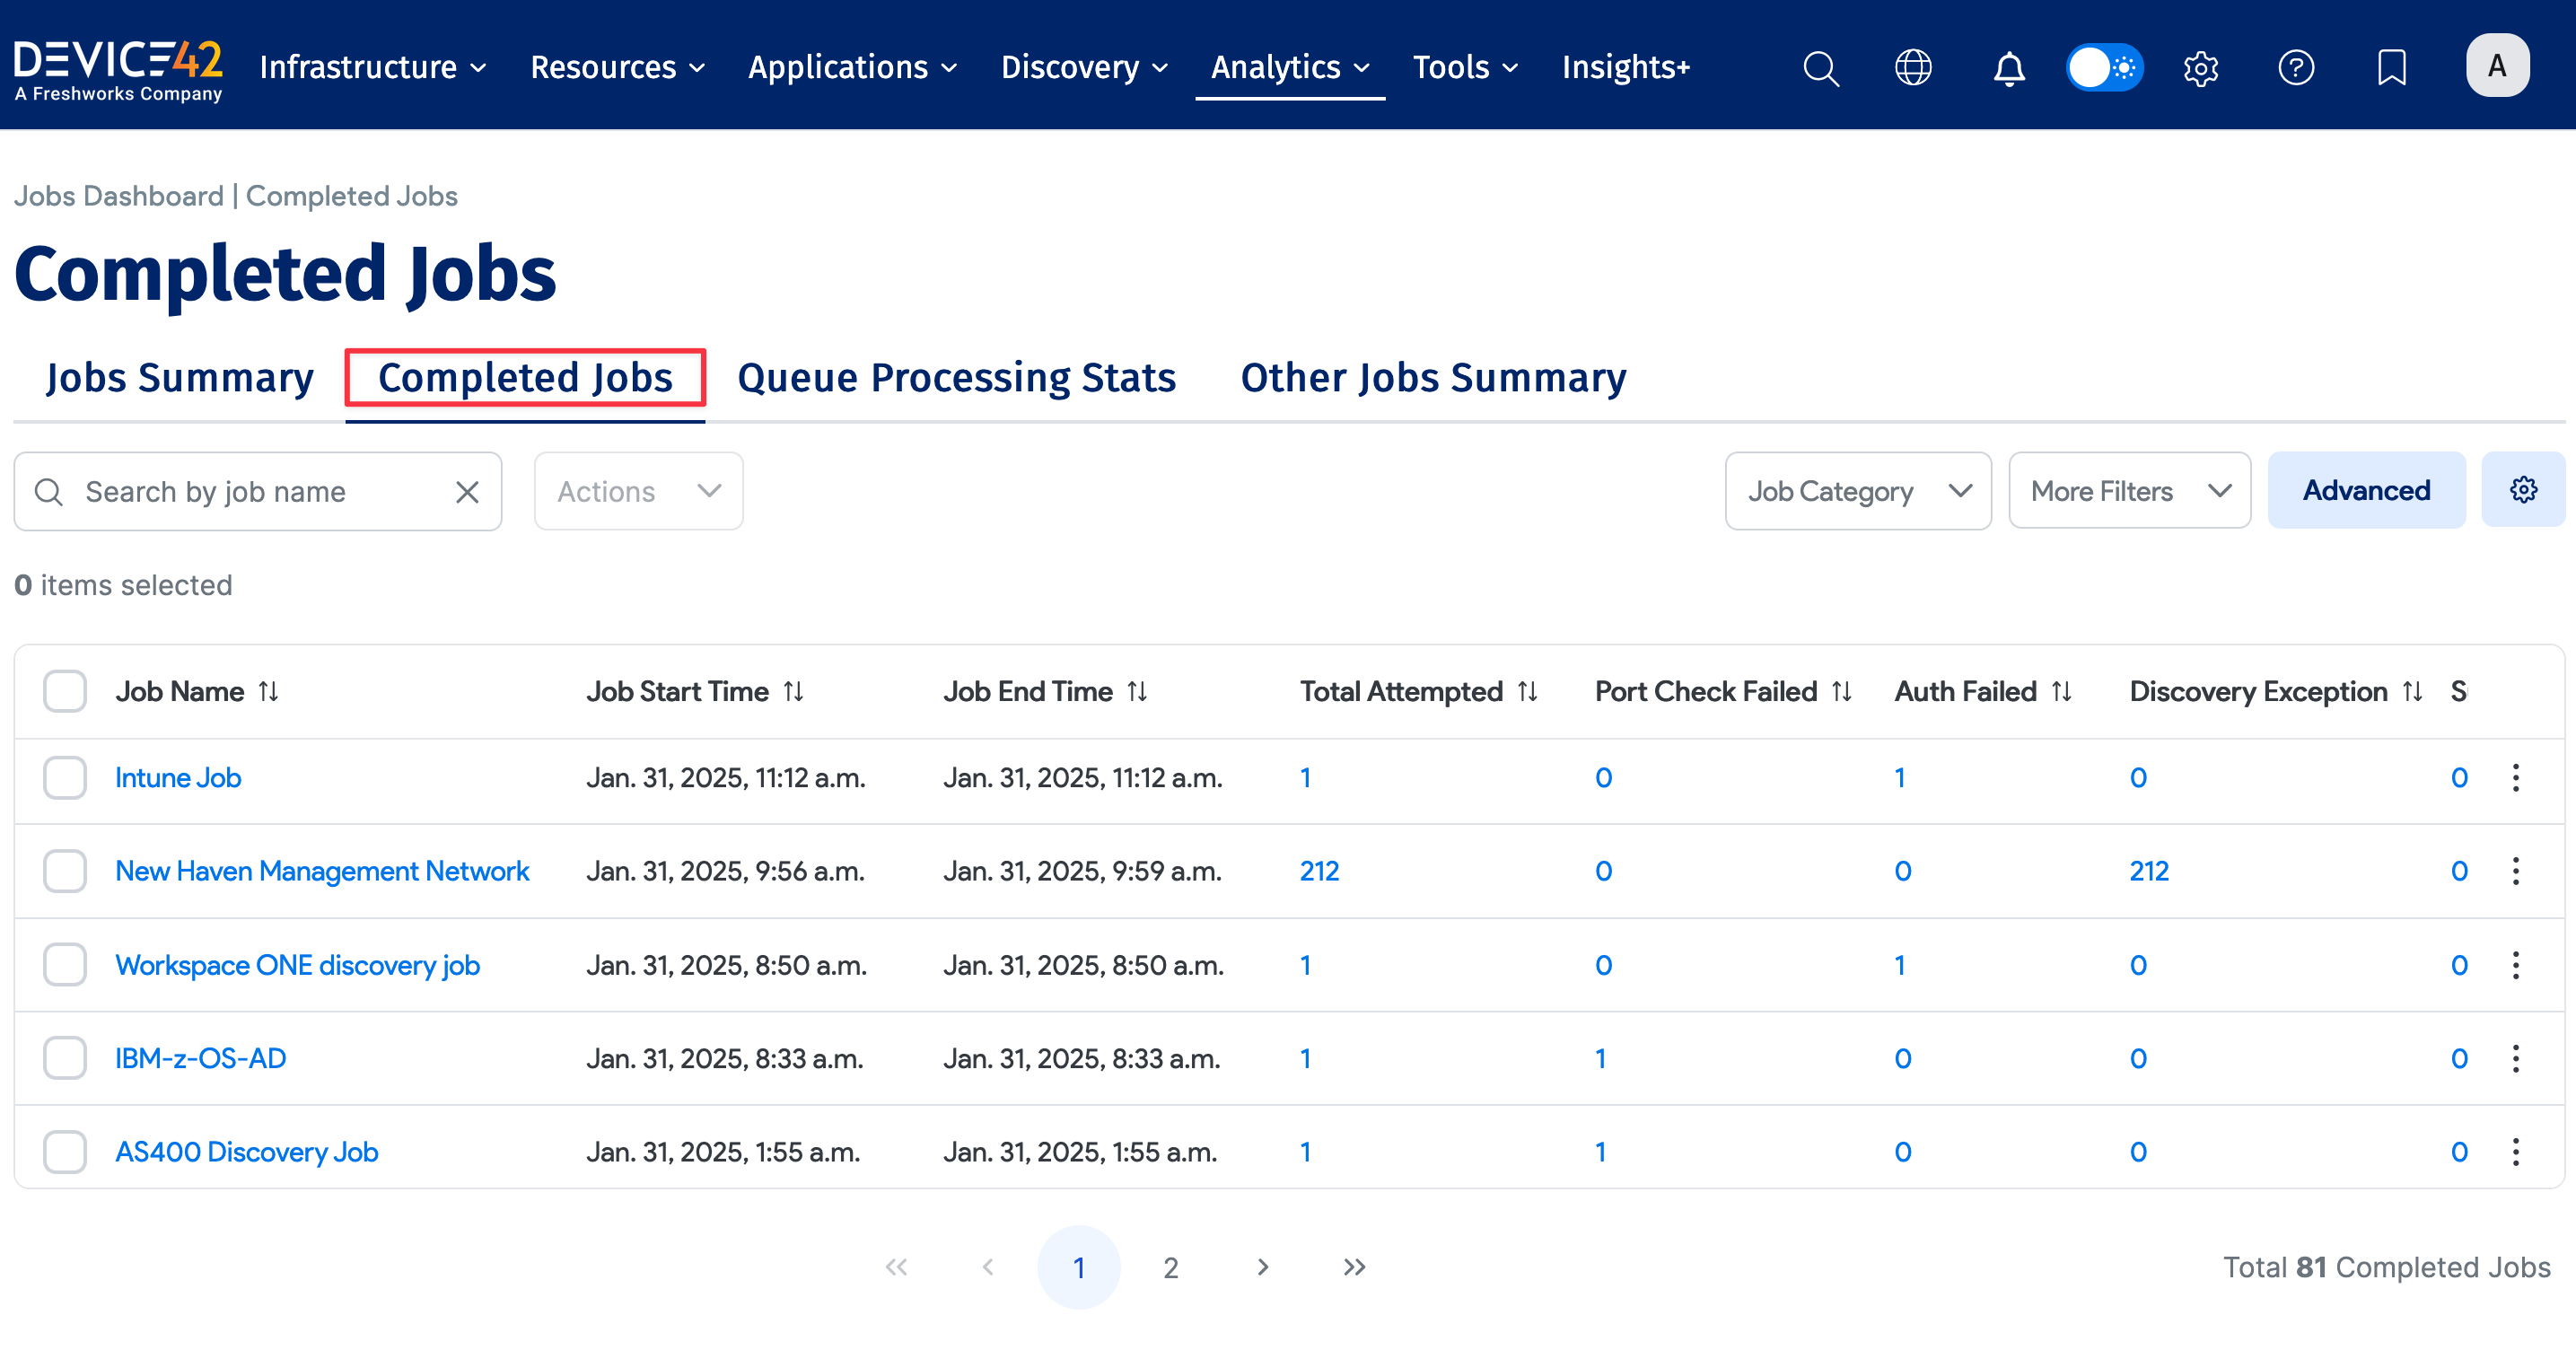 DEVICE42
A Freshworks Company
Infrastructure Resources Applications Discovery Analytics Tools Insights+ A
Jobs Dashboard | Completed Jobs
Completed Jobs
Jobs Summary Completed Jobs Queue Processing Stats Other Jobs Summary
Search by job name Actions Job Category More Filters Advanced
0 items selected
Job Name Job Start Time Job End Time Total Attempted Port Check Failed Auth Failed Discovery Exception S
Intune Job Jan. 31, 2025, 11:12 a.m. Jan. 31, 2025, 11:12 a.m. 1 0 1 0 0
New Haven Management Network Jan. 31, 2025, 9:56 a.m. Jan. 31, 2025, 9:59 a.m. 212 0 0 212 0
Workspace ONE discovery job Jan. 31, 2025, 8:50 a.m. Jan. 31, 2025, 8:50 a.m. 1 0 1 0 0
IBM-z-OS-AD Jan. 31, 2025, 8:33 a.m. Jan. 31, 2025, 8:33 a.m. 1 1 0 0 0
AS400 Discovery Job Jan. 31, 2025, 1:55 a.m. Jan. 31, 2025, 1:55 a.m. 1 1 0 0 0
1 2 Total 81 Completed Jobs